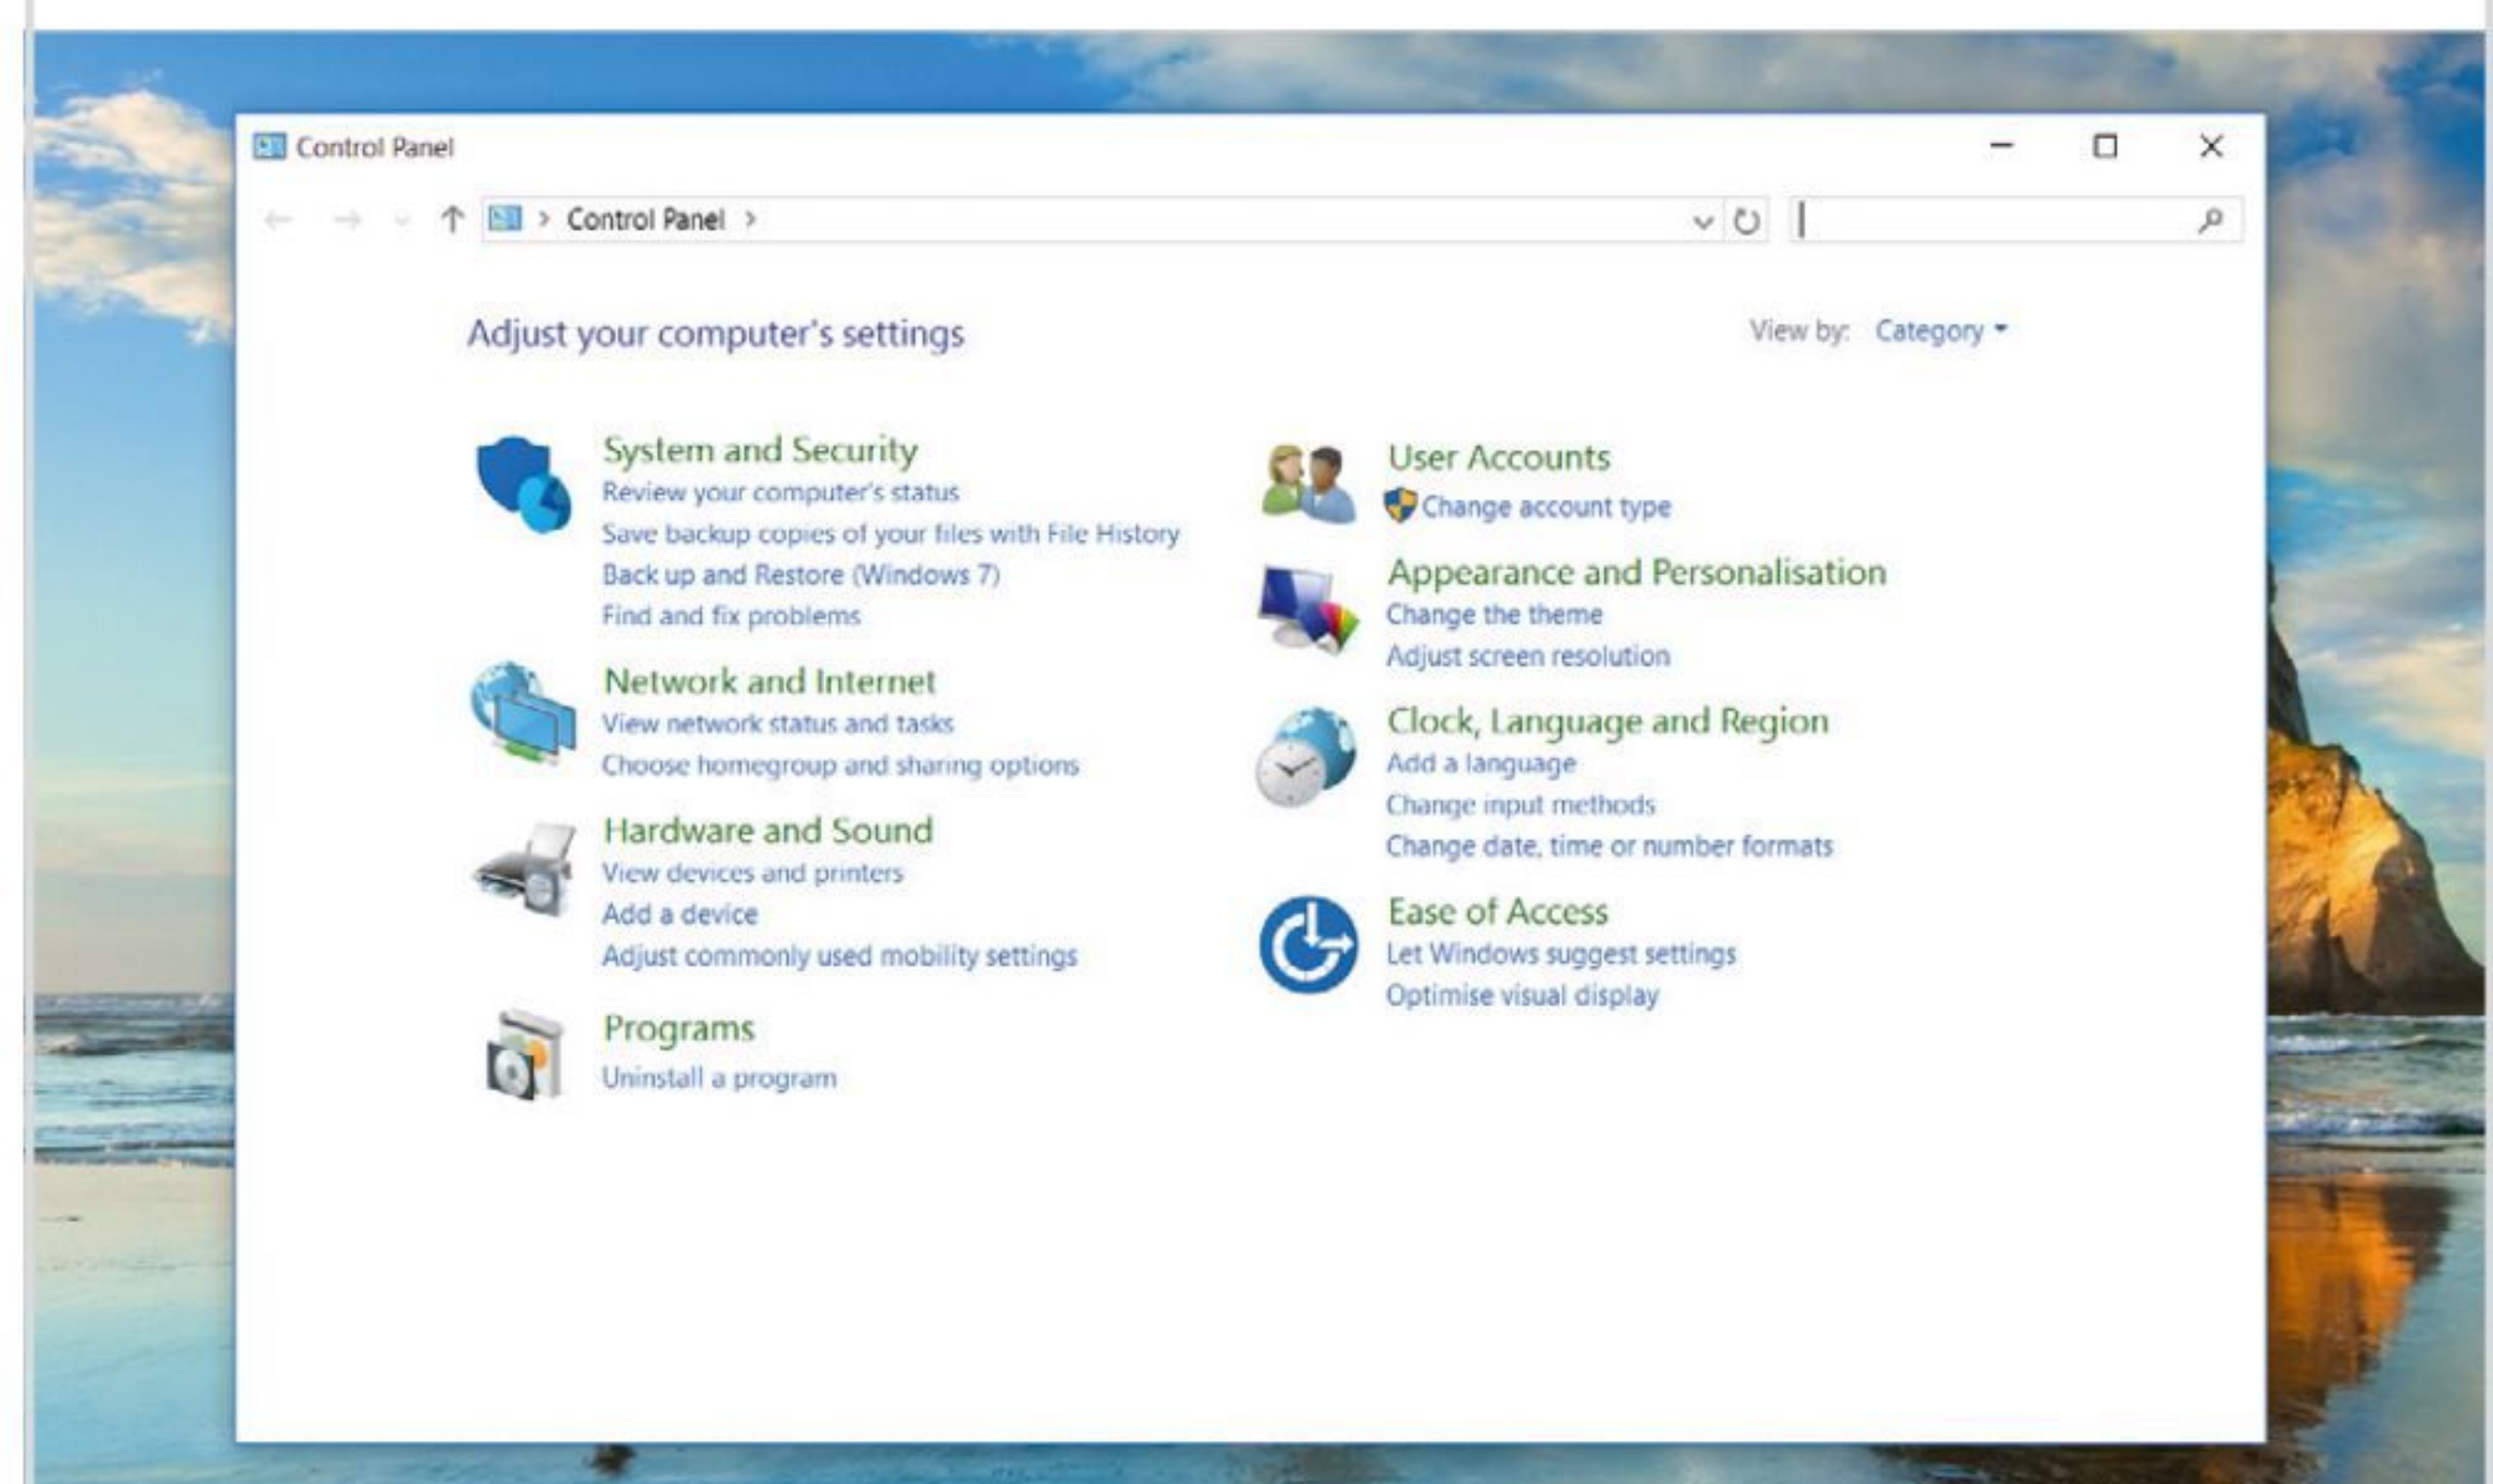 Control Panel
Control Panel
Adjust your computer's settings
View by: Category
System and Security
Review your computer's status
Save backup copies of your files with File History
Back up and Restore (Windows 7)
Find and fix problems
Network and Internet
View network status and tasks
Choose homegroup and sharing options
Hardware and Sound
View devices and printers
Add a device
Adjust commonly used mobility settings
Programs
Uninstall a program
User Accounts
Change account type
Appearance and Personalisation
Change the theme
Adjust screen resolution
Clock, Language and Region
Add a language
Change input methods
Change date, time or number formats
Ease of Access
Let Windows suggest settings
Optimise visual display